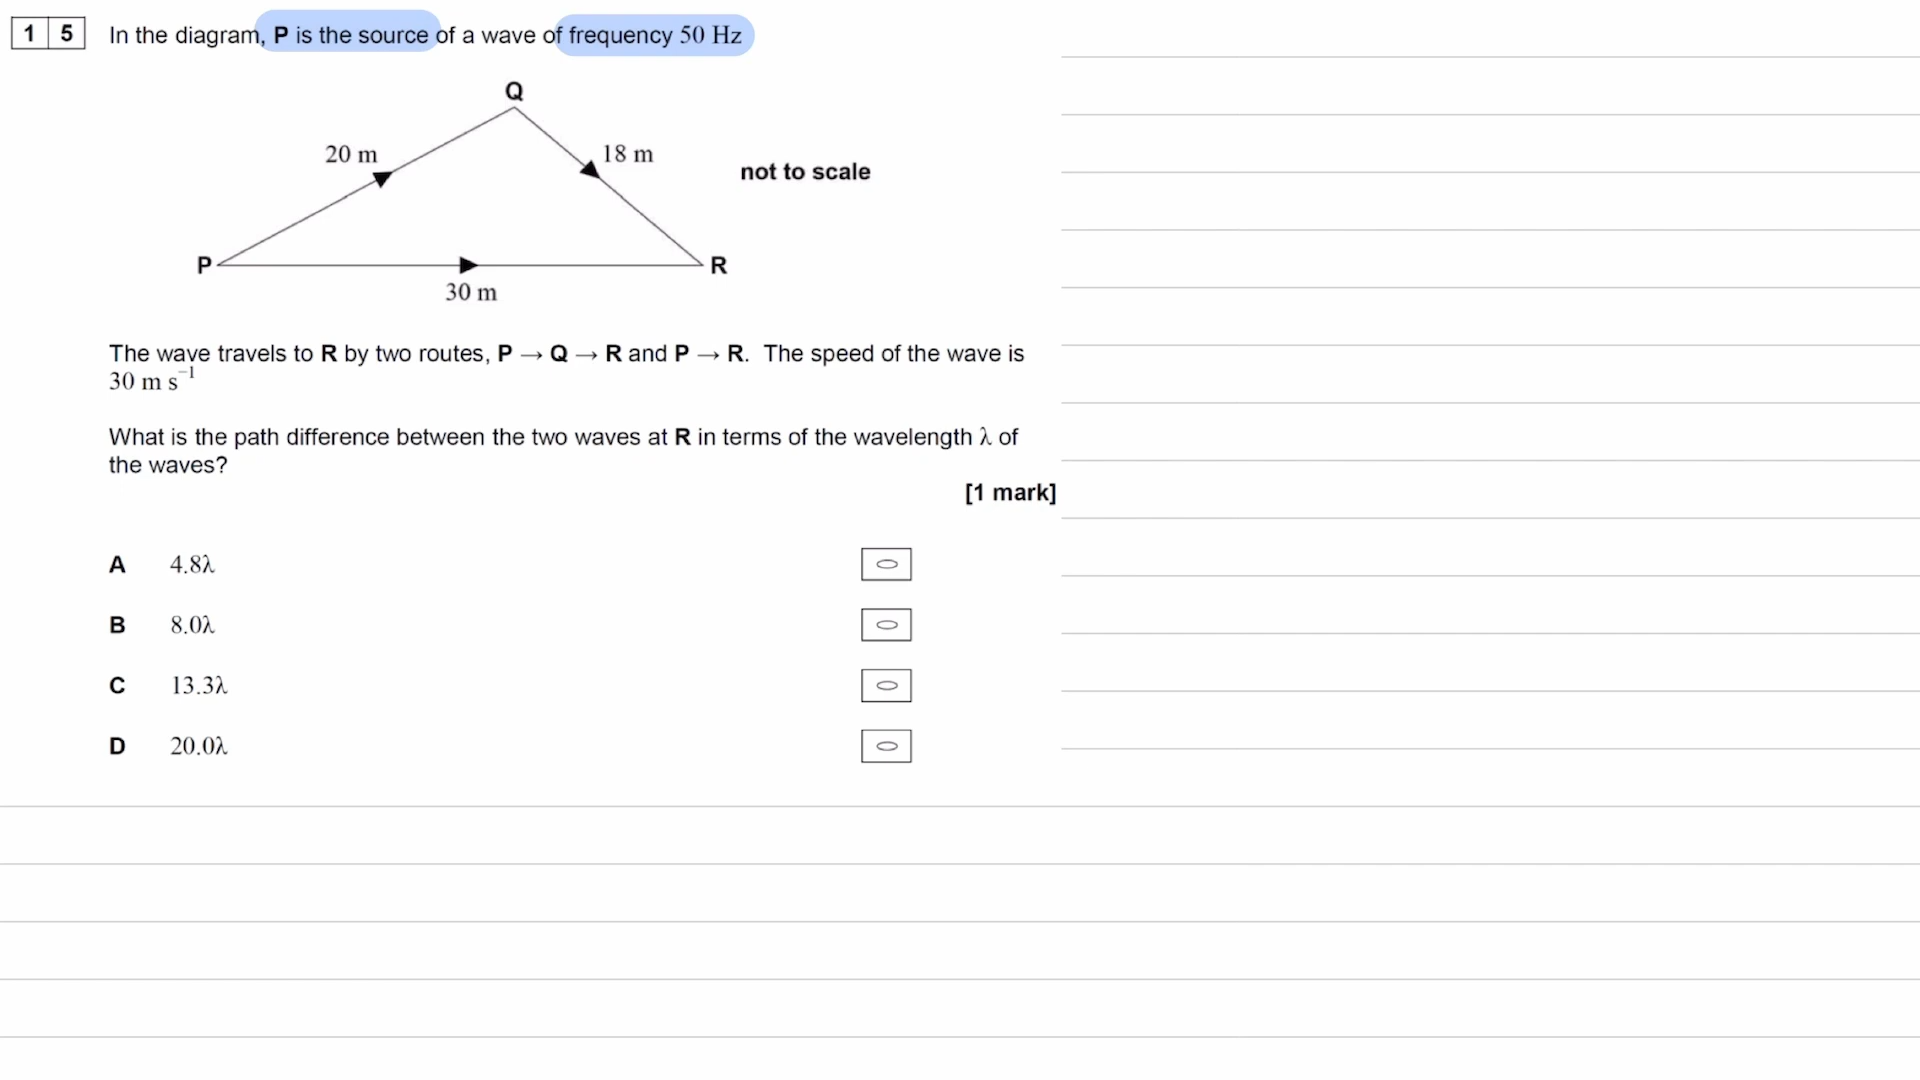 1 5 In the diagram, P is the source of a wave of frequency 50 Hz
Q
20 m
18 m
not to scale
P
R
30 m
The wave travels to R by two routes, P → Q → R and P → R. The speed of the wave is
30 m s⁻¹
What is the path difference between the two waves at R in terms of the wavelength λ of
the waves?
[1 mark]
A 4.8λ
B 8.0λ
C 13.3λ
D 20.0λ